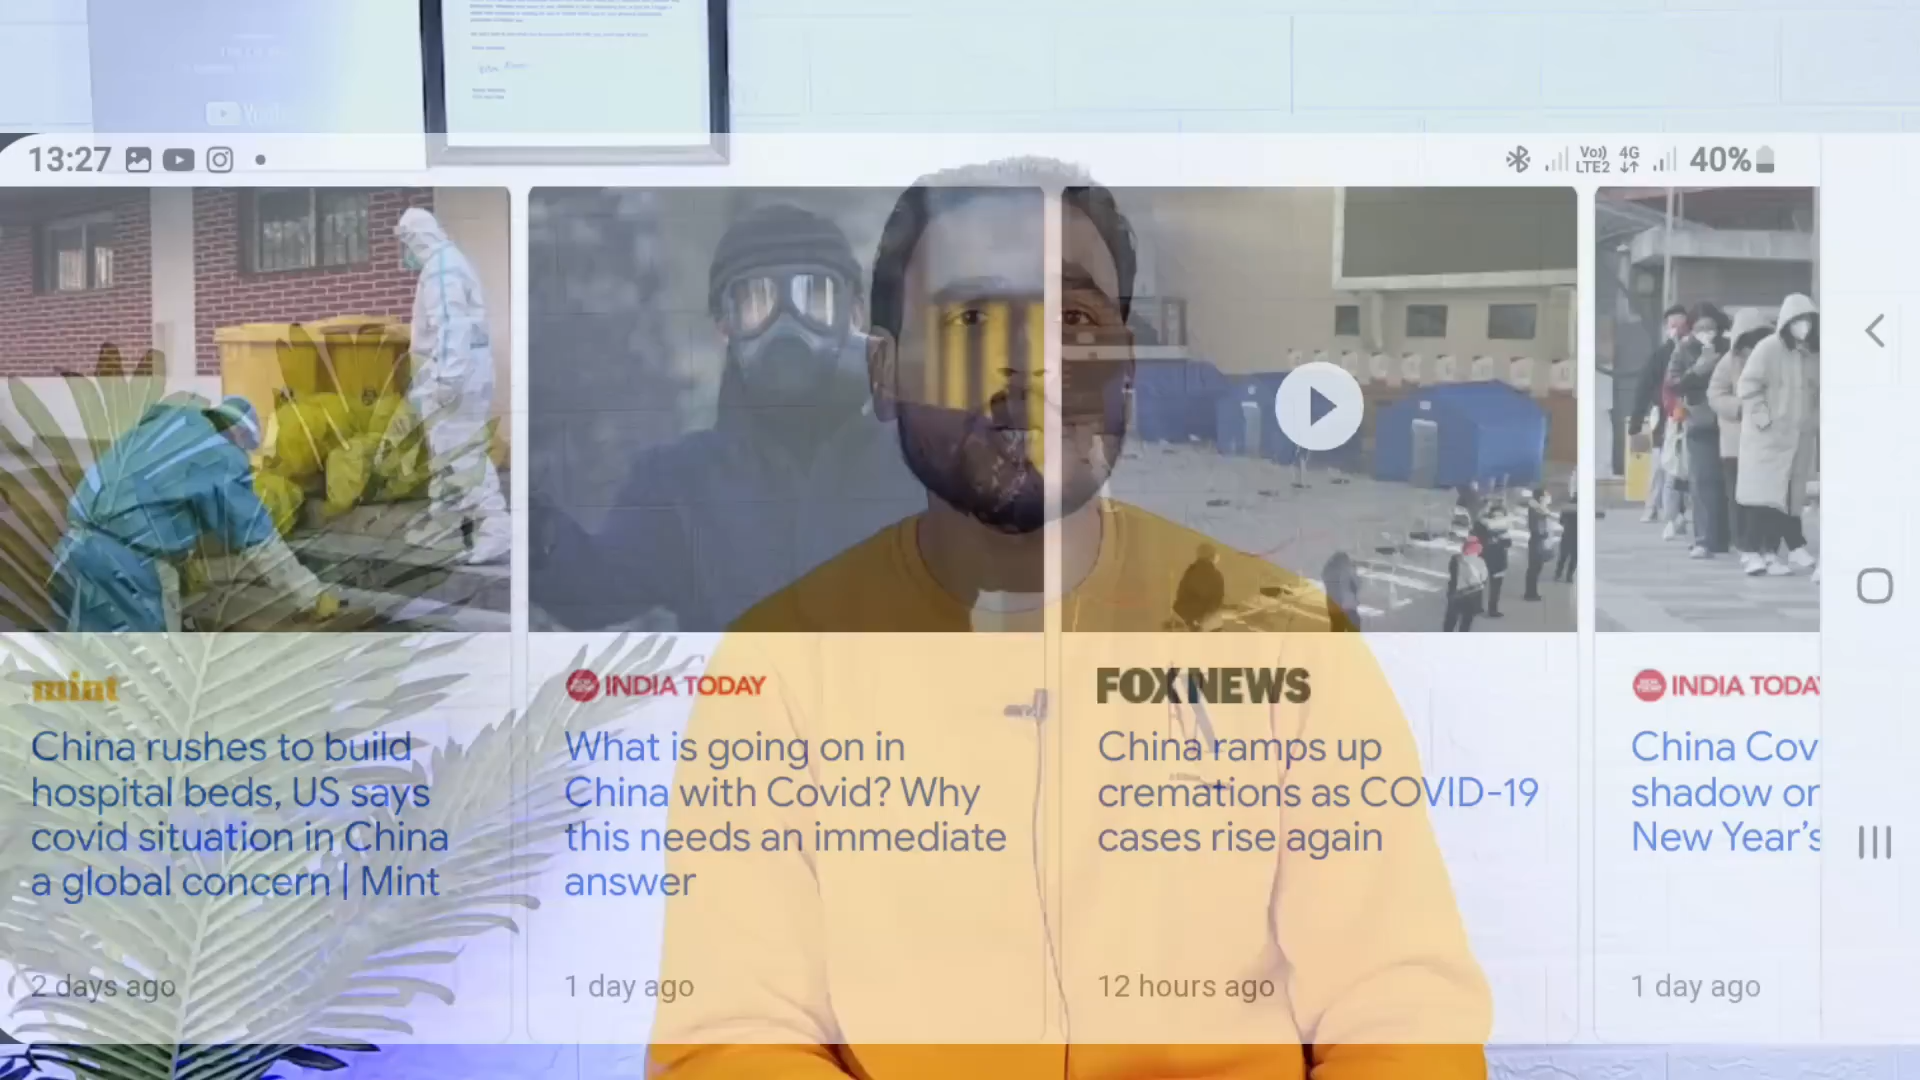 13:27
Vo)) LTE2 4G 40%
mint
China rushes to build
hospital beds, US says
covid situation in China
a global concern | Mint
2 days ago
INDIA TODAY
What is going on in
China with Covid? Why
this needs an immediate
answer
1 day ago
FOX NEWS
China ramps up
cremations as COVID-19
cases rise again
12 hours ago
INDIA TODA
China Cov
shadow or
New Year's
1 day ago